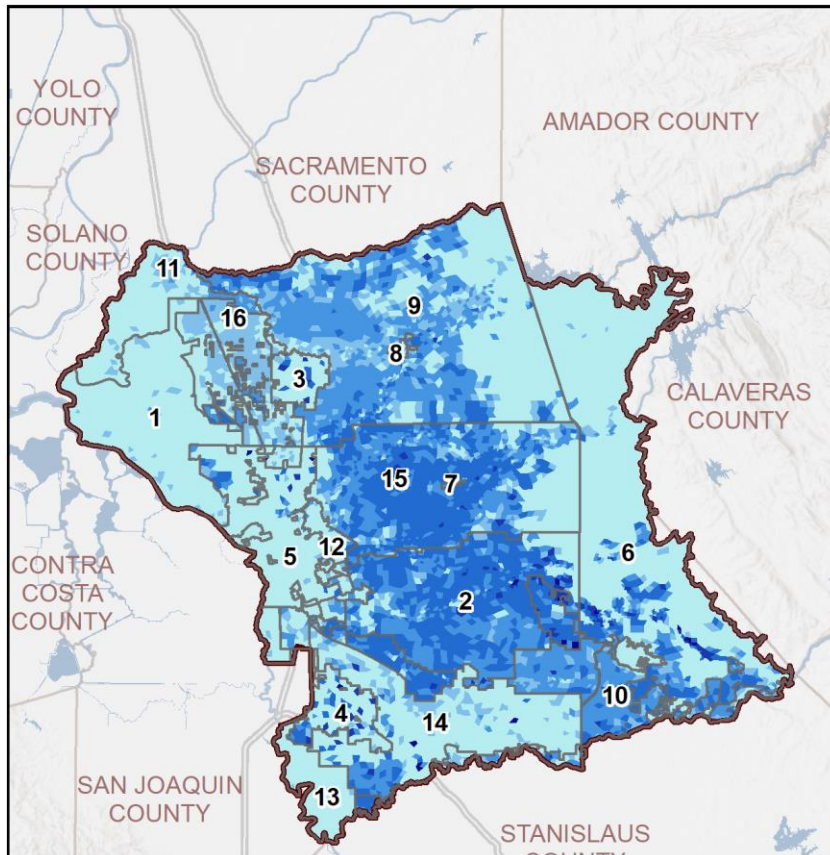 YOLO
COUNTY
AMADOR COUNTY
SACRAMENTO
COUNTY
SOLANO
COUNTY
11
9
16
8
3
CALAVERAS
COUNTY
1
15
7
12
5
6
CONTRA
COSTA
COUNTY
2
10
4
14
SAN JOAQUIN
COUNTY
13
STANISLAUS
COUNTY